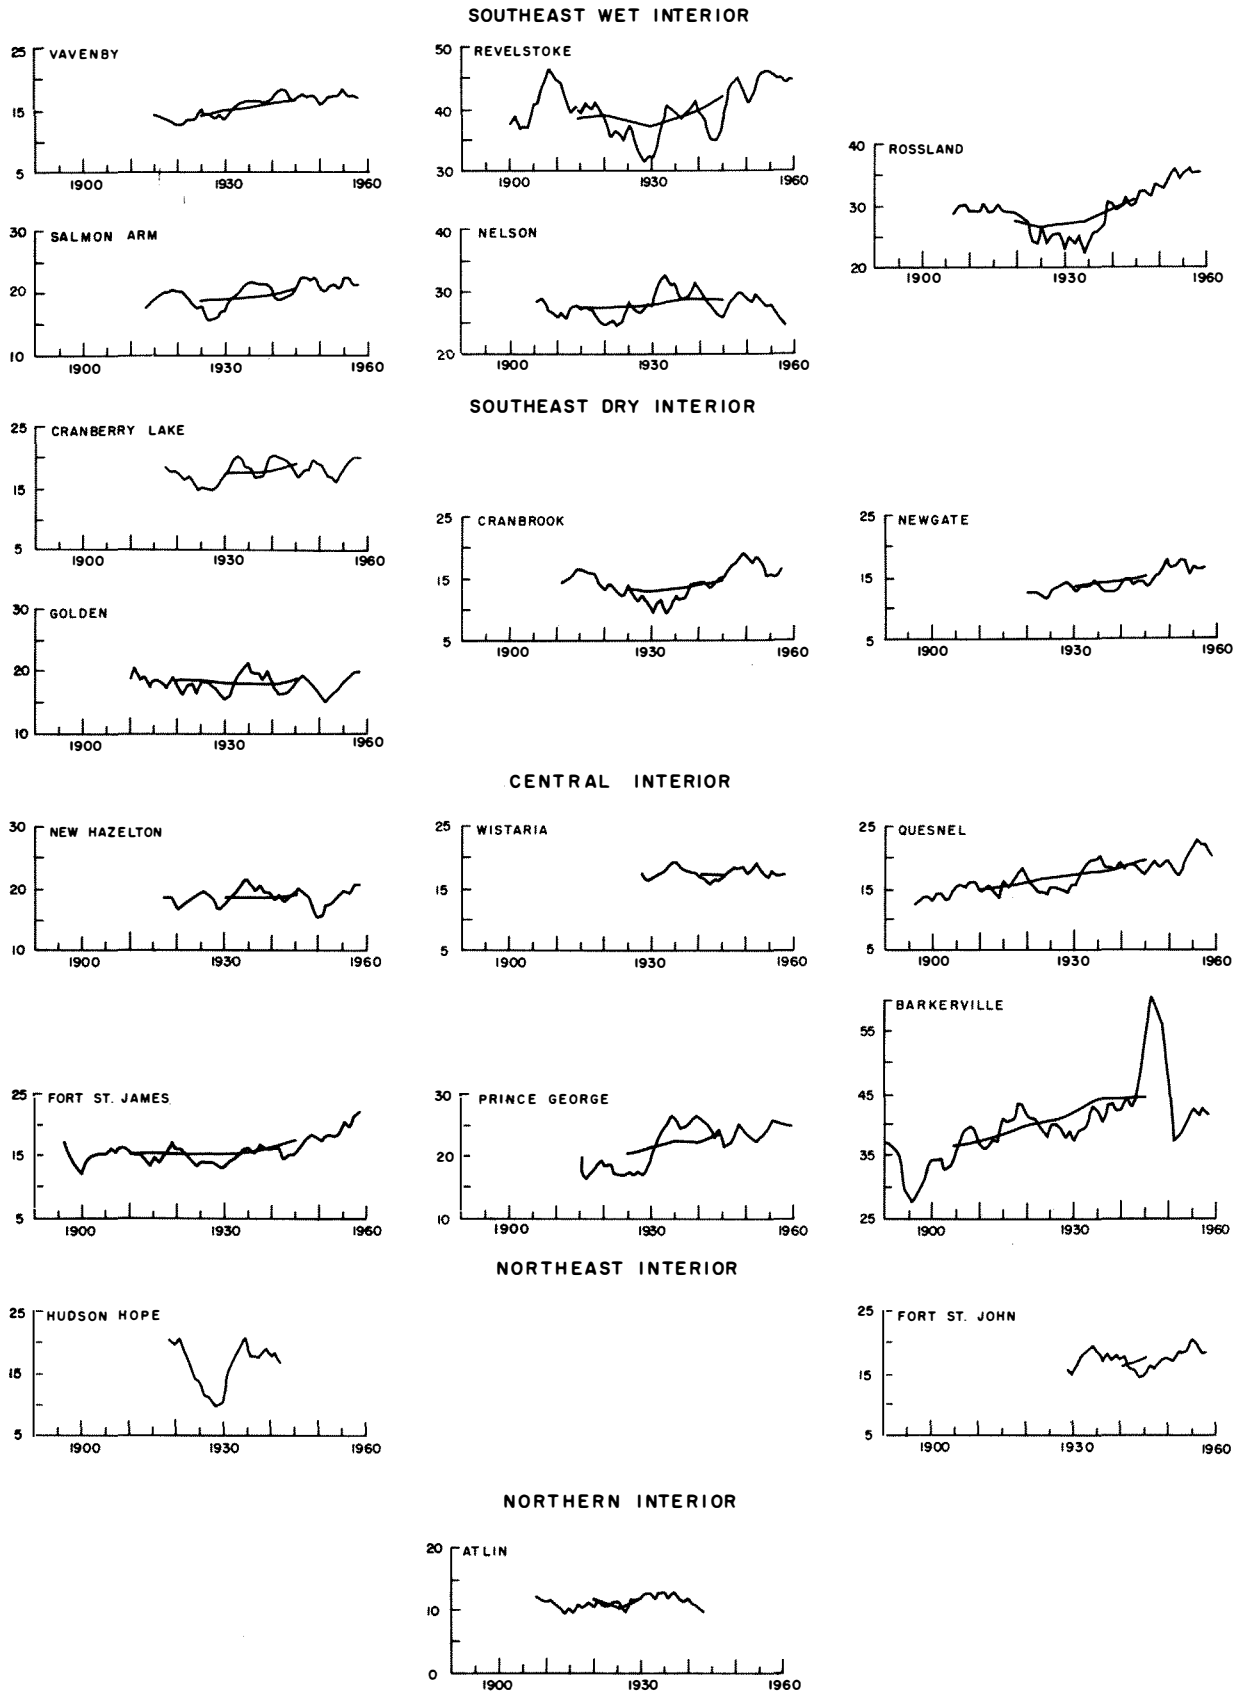 SOUTHEAST WET INTERIOR
VAVENBY
25
15
5
1900 1930 1960
REVELSTOKE
50
40
30
1900 1930 1960
ROSSLAND
40
30
20
1900 1930 1960
SALMON ARM
30
20
10
1900 1930 1960
NELSON
40
30
20
1900 1930 1960
SOUTHEAST DRY INTERIOR
CRANBERRY LAKE
25
15
5
1900 1930 1960
CRANBROOK
25
15
5
1900 1930 1960
NEWGATE
25
15
5
1900 1930 1960
GOLDEN
30
20
10
1900 1930 1960
CENTRAL INTERIOR
NEW HAZELTON
30
20
10
1900 1930 1960
WISTARIA
25
15
5
1900 1930 1960
QUESNEL
25
15
5
1900 1930 1960
BARKERVILLE
55
45
35
25
1900 1930 1960
FORT ST. JAMES
25
15
5
1900 1930 1960
PRINCE GEORGE
30
20
10
1900 1930 1960
NORTHEAST INTERIOR
HUDSON HOPE
25
15
5
1900 1930 1960
FORT ST. JOHN
25
15
5
1900 1930 1960
NORTHERN INTERIOR
ATLIN
20
10
0
1900 1930 1960